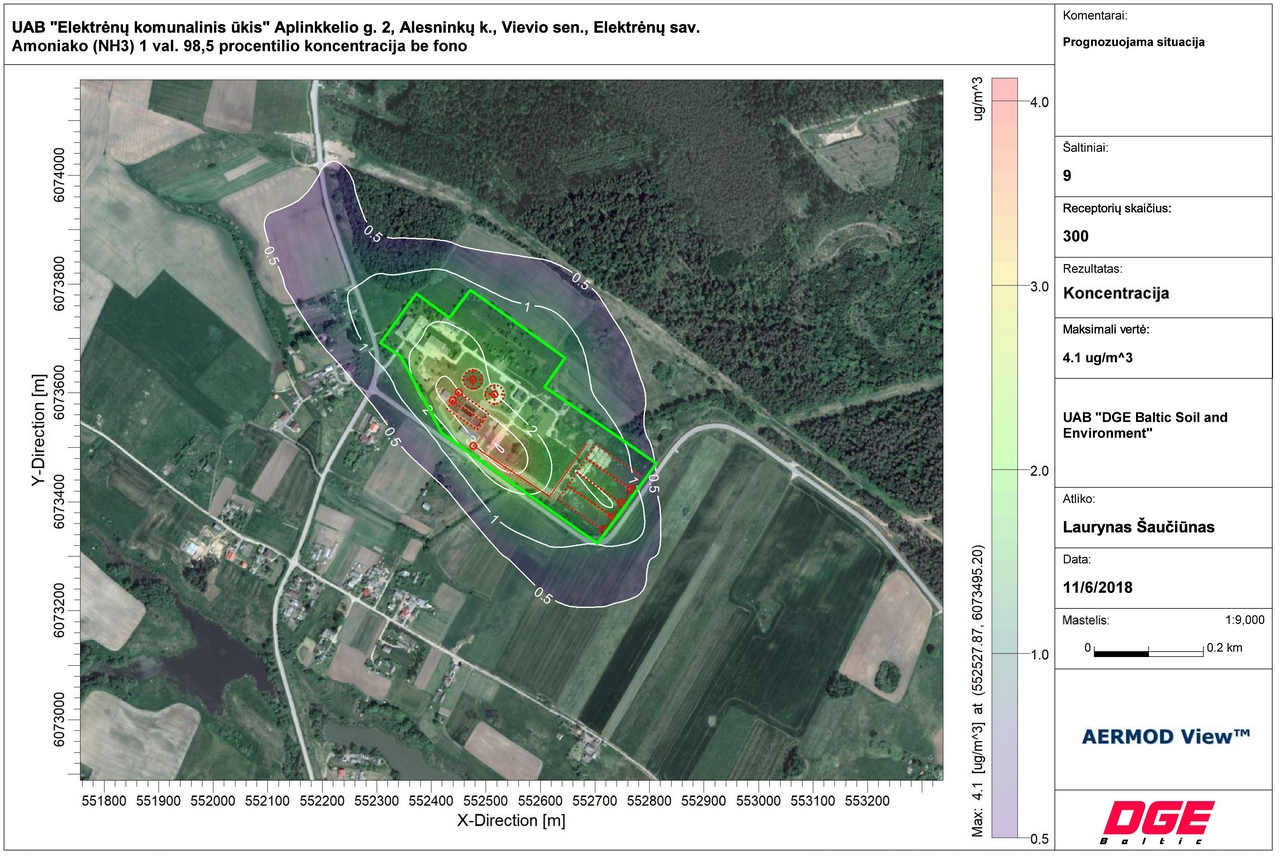 UAB "Elektrėnų komunalinis ūkis" Aplinkkelio g. 2, Alesninkų k., Vievio sen., Elektrėnų sav.
Amoniako (NH3) 1 val. 98,5 procentilio koncentracija be fono
Komentarai:
Prognozuojama situacija
Šaltiniai:
9
Receptorių skaičius:
300
Rezultatas:
Koncentracija
Maksimali vertė:
4.1 ug/m^3
UAB "DGE Baltic Soil and
Environment"
Atliko:
Laurynas Šaučiūnas
Data:
11/6/2018
Mastelis:
1:9,000
0
0.2 km
AERMOD View™
DGE
Baltic
ug/m^3
4.0
3.0
2.0
1.0
0.5
Max: 4.1 [ug/m^3] at (552527.87, 6073495.20)
Y-Direction [m]
6074000
6073800
6073600
6073400
6073200
6073000
0.5
0.5
0.5
1
1
2
2
1
0.5
0.5
1
0.5
551800 551900 552000 552100 552200 552300 552400 552500 552600 552700 552800 552900 553000 553100 553200
X-Direction [m]